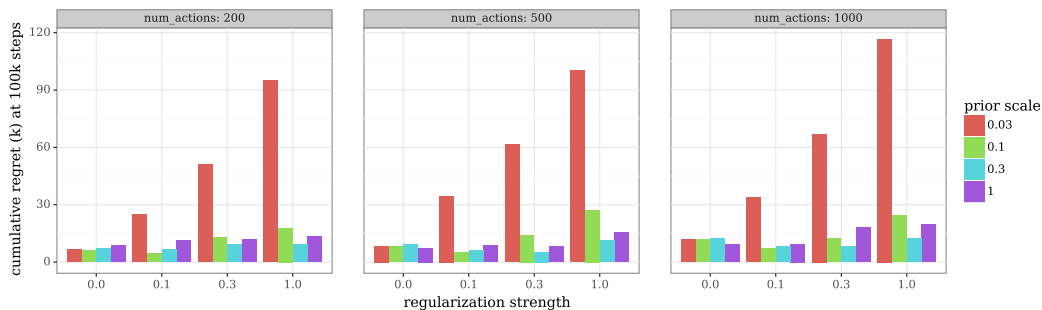 num_actions: 200
num_actions: 500
num_actions: 1000
cumulative regret (k) at 100k steps
120
90
60
30
0
0.0 0.1 0.3 1.0
0.0 0.1 0.3 1.0
0.0 0.1 0.3 1.0
regularization strength
prior scale
0.03
0.1
0.3
1